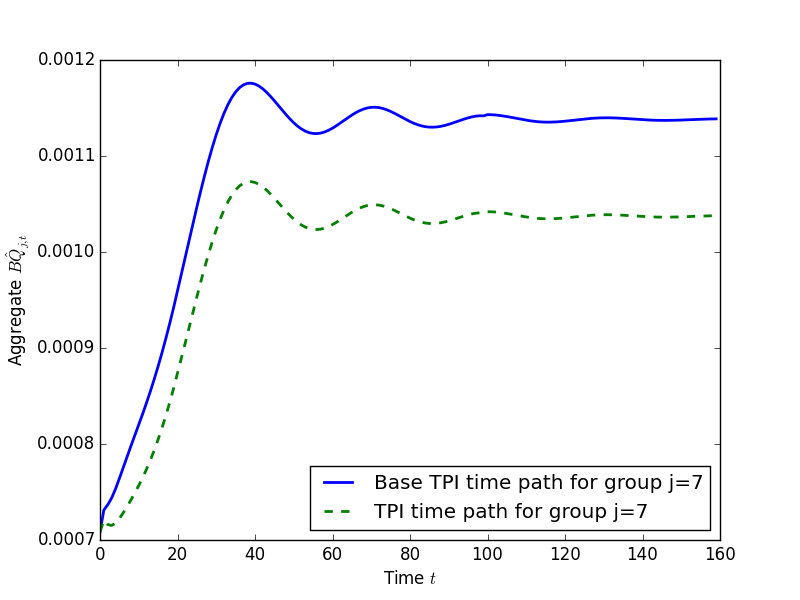 0.0012
0.0011
0.0010
0.0009
0.0008
0.0007
Aggregate $B\hat{Q}_{j,t}$
Base TPI time path for group j=7
TPI time path for group j=7
0 20 40 60 80 100 120 140 160
Time t